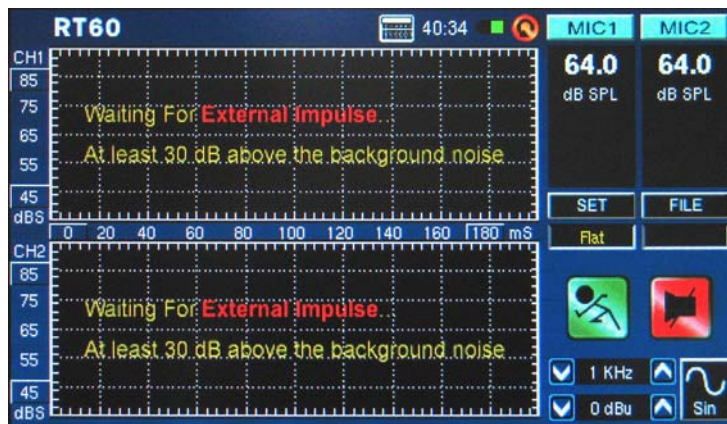 RT60
40:34
MIC1 MIC2
CH1
85
75
65
55
45
dBS
Waiting For External Impulse...
At least 30 dB above the background noise
64.0 64.0
dB SPL dB SPL
SET FILE
Flat
0 20 40 60 80 100 120 140 160 180 mS
CH2
85
75
65
55
45
dBS
Waiting For External Impulse...
At least 30 dB above the background noise
1 KHz
0 dBu
Sin